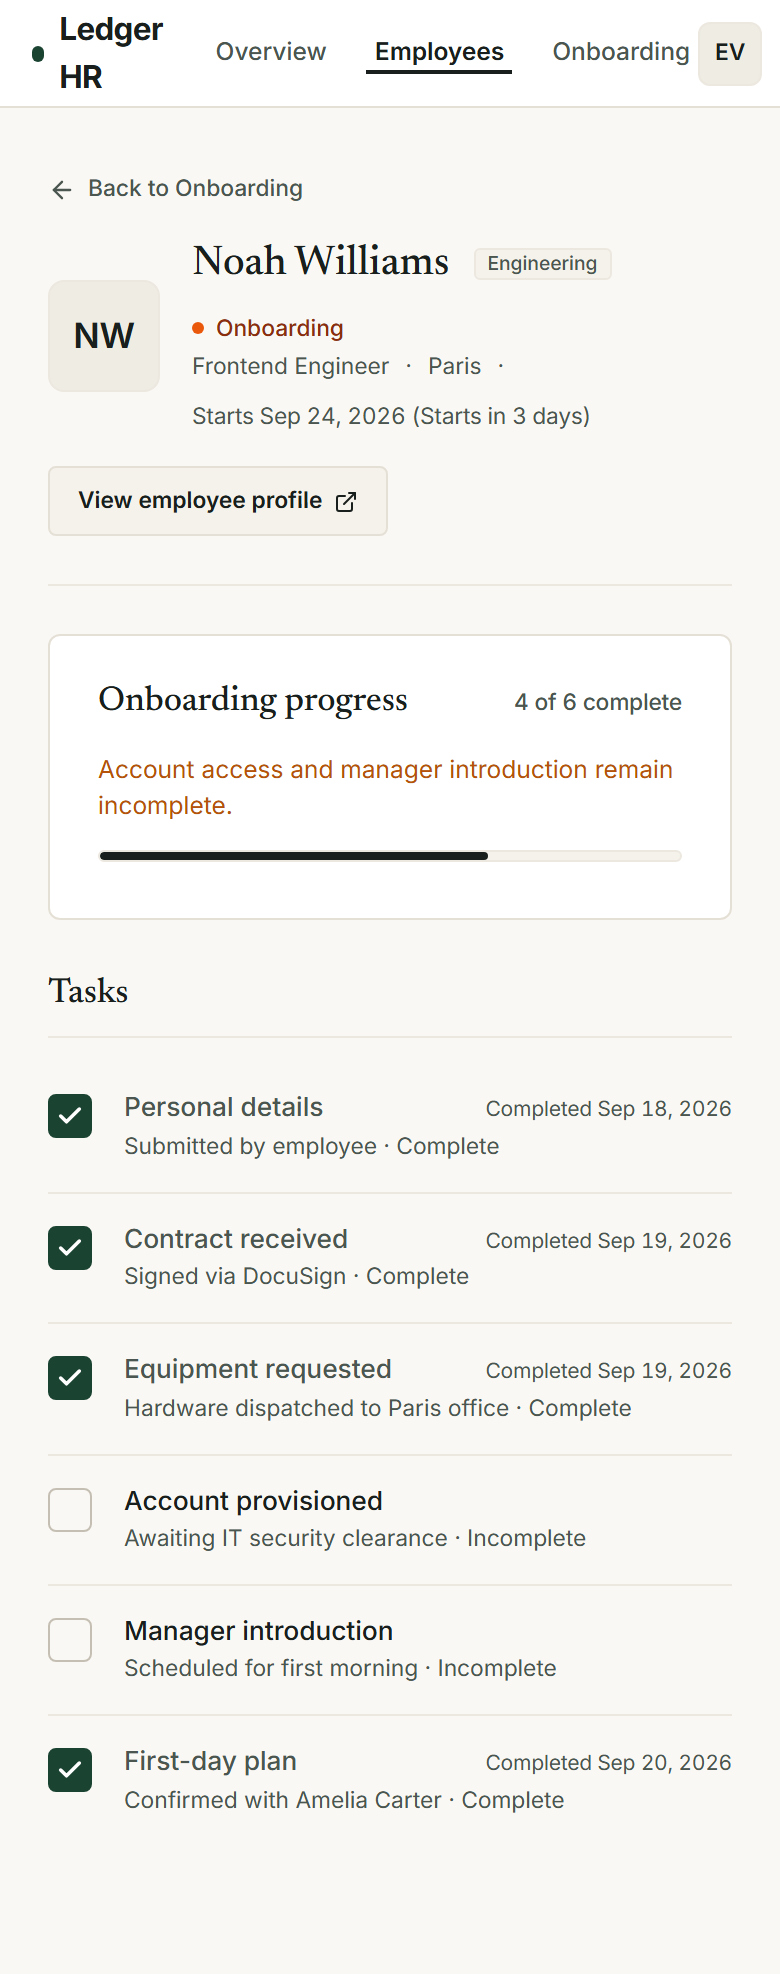 Ledger
HR
Overview
Employees
Onboarding
EV
Back to Onboarding
NW
Noah Williams
Engineering
Onboarding
Frontend Engineer · Paris ·
Starts Sep 24, 2026 (Starts in 3 days)
View employee profile
Onboarding progress
4 of 6 complete
Account access and manager introduction remain
incomplete.
Tasks
Personal details
Completed Sep 18, 2026
Submitted by employee · Complete
Contract received
Completed Sep 19, 2026
Signed via DocuSign · Complete
Equipment requested
Completed Sep 19, 2026
Hardware dispatched to Paris office · Complete
Account provisioned
Awaiting IT security clearance · Incomplete
Manager introduction
Scheduled for first morning · Incomplete
First-day plan
Completed Sep 20, 2026
Confirmed with Amelia Carter · Complete